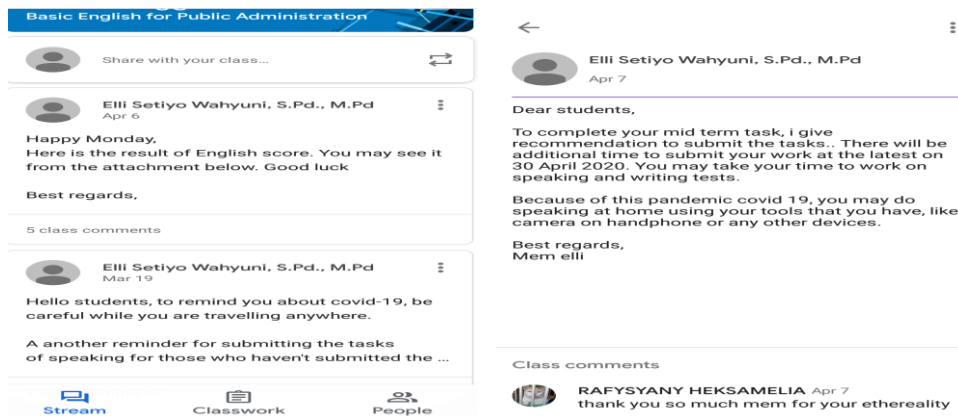 Basic English for Public Administration
Share with your class...
Elli Setiyo Wahyuni, S.Pd., M.Pd
Apr 6
Happy Monday,
Here is the result of English score. You may see it
from the attachment below. Good luck
Best regards,
5 class comments
Elli Setiyo Wahyuni, S.Pd., M.Pd
Mar 19
Hello students, to remind you about covid-19, be
careful while you are travelling anywhere.
A another reminder for submitting the tasks
of speaking for those who haven't submitted the ...
Stream
Classwork
People
Elli Setiyo Wahyuni, S.Pd., M.Pd
Apr 7
Dear students,
To complete your mid term task, i give
recommendation to submit the tasks.. There will be
additional time to submit your work at the latest on
30 April 2020. You may take your time to work on
speaking and writing tests.
Because of this pandemic covid 19, you may do
speaking at home using your tools that you have, like
camera on handphone or any other devices.
Best regards,
Mem elli
Class comments
RAFYSYANY HEKSAMELIA Apr 7
thank you so much mem for your ethereality